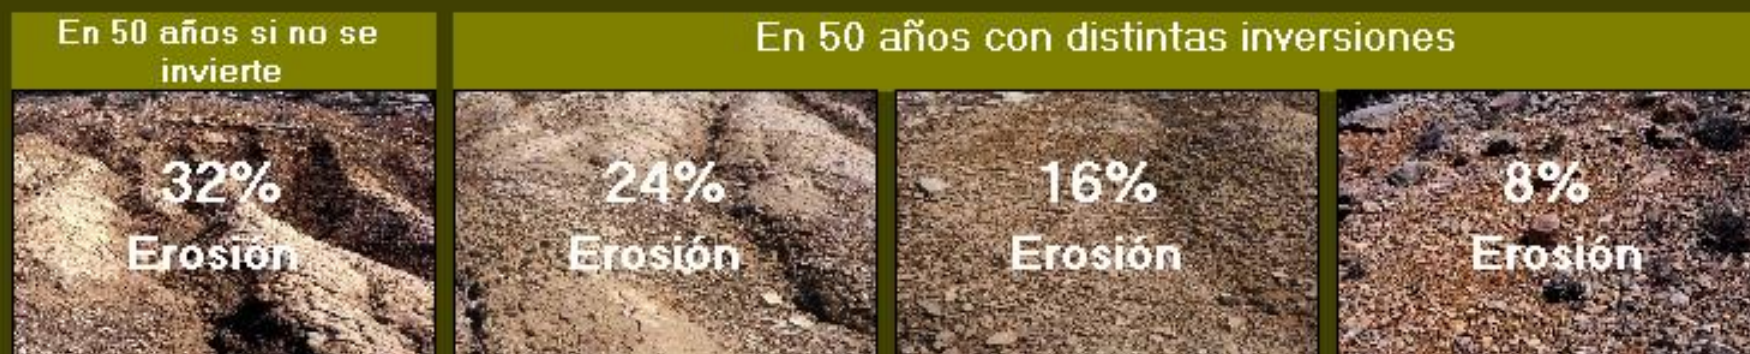 En 50 años si no se
invierte
En 50 años con distintas inversiones
32%
Erosión
24%
Erosión
16%
Erosión
8%
Erosión